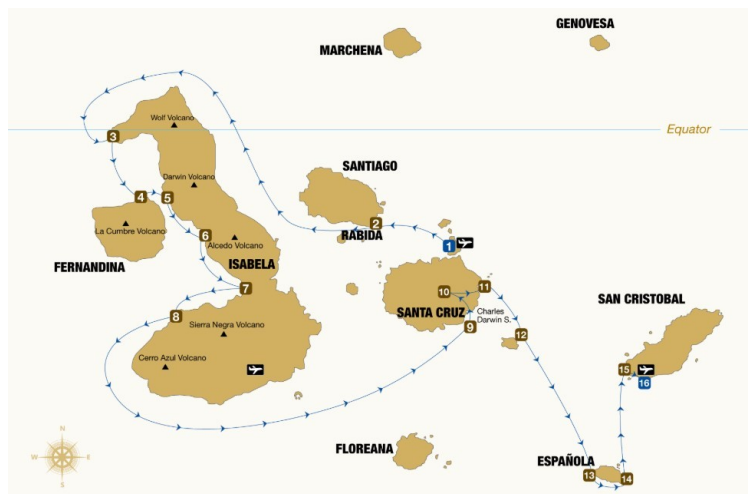 GENOVESA
MARCHENA
Wolf Volcano
Equator
3
SANTIAGO
Darwin Volcano
4
5
2
La Cumbre Volcano
6
RABIDA
Alcedo Volcano
1
FERNANDINA
ISABELA
7
10
11
SAN CRISTOBAL
8
SANTA CRUZ
Charles
Darwin S.
Sierra Negra Volcano
9
12
Cerro Azul Volcano
15
16
FLOREANA
ESPAÑOLA
13
14
N
W
E
S